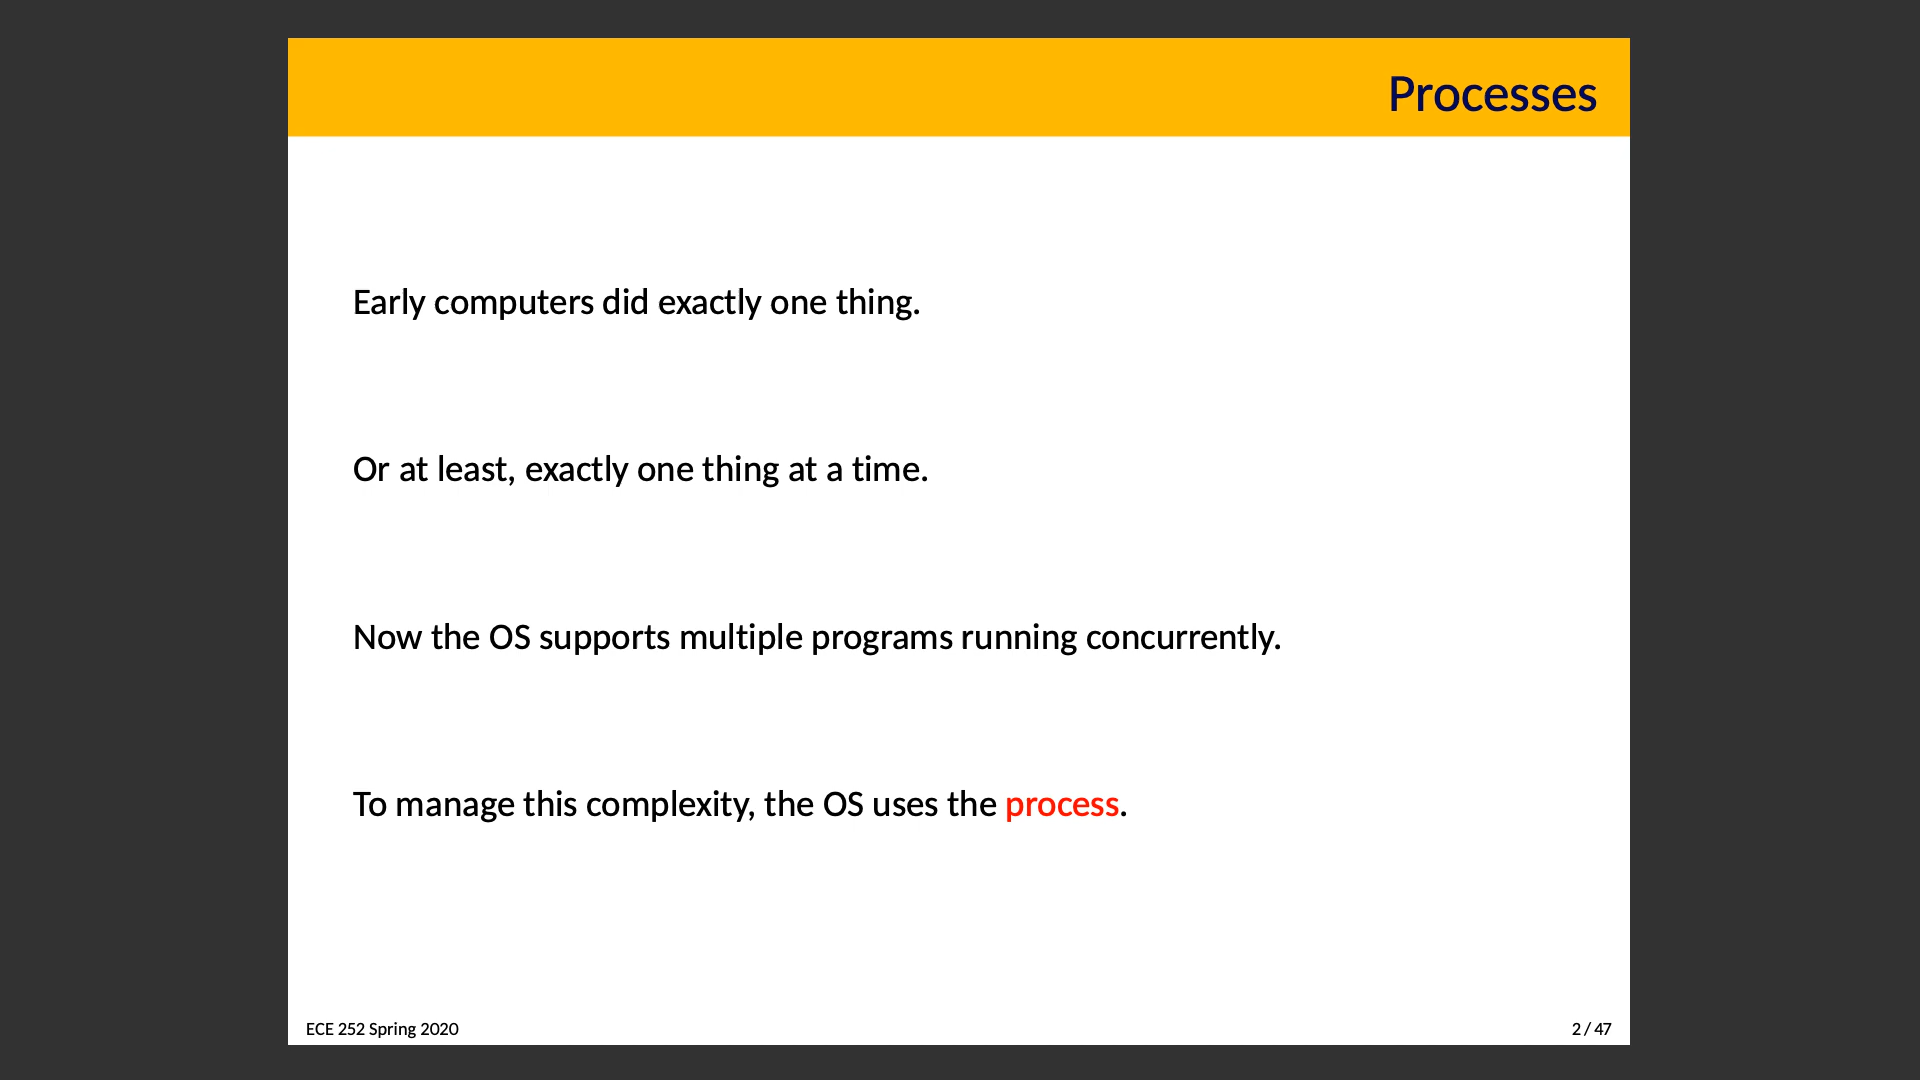 Processes
Early computers did exactly one thing.
Or at least, exactly one thing at a time.
Now the OS supports multiple programs running concurrently.
To manage this complexity, the OS uses the process.
ECE 252 Spring 2020
2 / 47